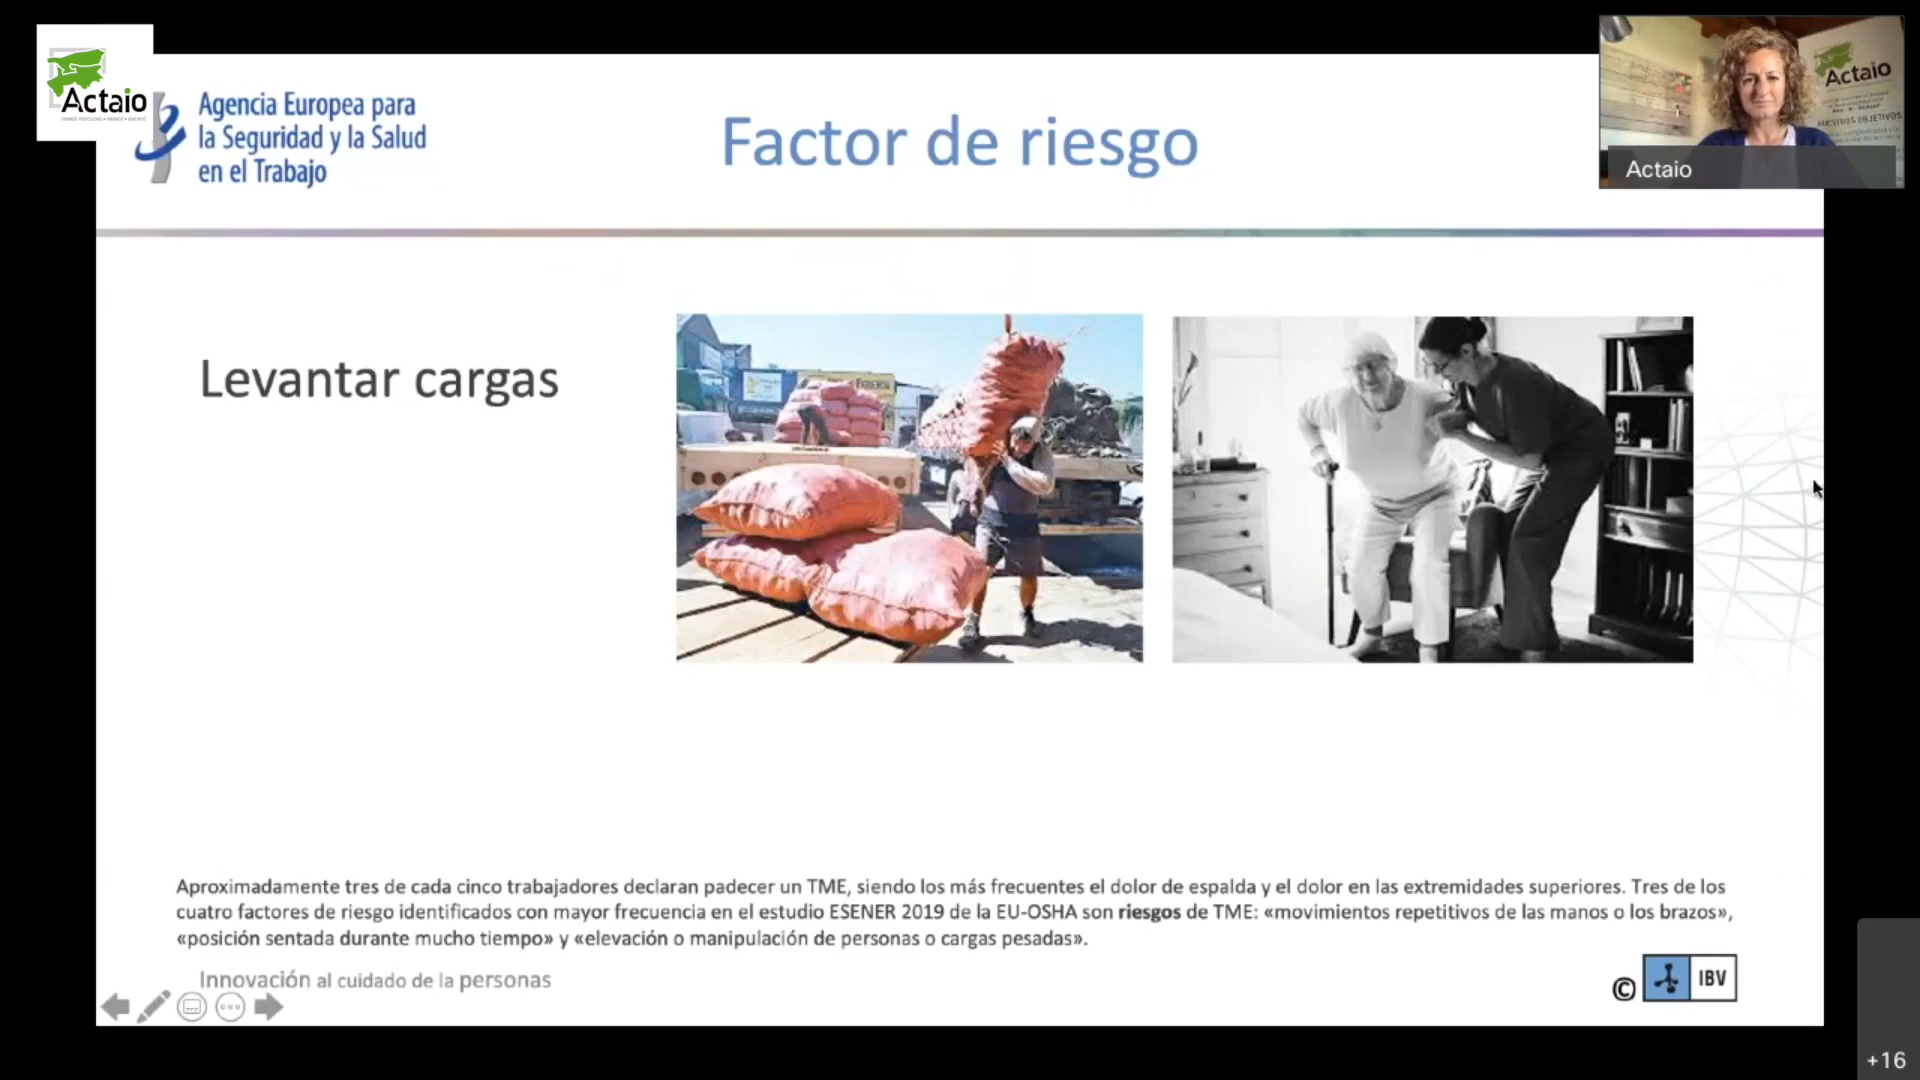 Actaio
Agencia Europea para
la Seguridad y la Salud
en el Trabajo
Factor de riesgo
Actaio
NUESTROS OBJETIVOS
Actaio
Levantar cargas
Aproximadamente tres de cada cinco trabajadores declaran padecer un TME, siendo los más frecuentes el dolor de espalda y el dolor en las extremidades superiores. Tres de los
cuatro factores de riesgo identificados con mayor frecuencia en el estudio ESENER 2019 de la EU-OSHA son riesgos de TME: «movimientos repetitivos de las manos o los brazos»,
«posición sentada durante mucho tiempo» y «elevación o manipulación de personas o cargas pesadas».
Innovación al cuidado de la personas
© IBV
+16